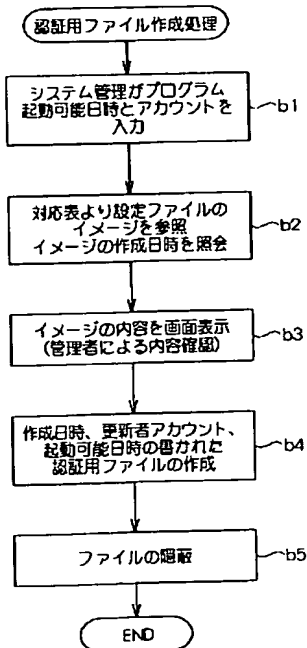 認証用ファイル作成処理
システム管理がプログラム
起動可能日時とアカウントを
入力
b1
対応表より設定ファイルの
イメージを参照
イメージの作成日時を照会
b2
イメージの内容を画面表示
(管理者による内容確認)
b3
作成日時、更新者アカウント、
起動可能日時の書かれた
認証用ファイルの作成
b4
ファイルの隠蔽
b5
END